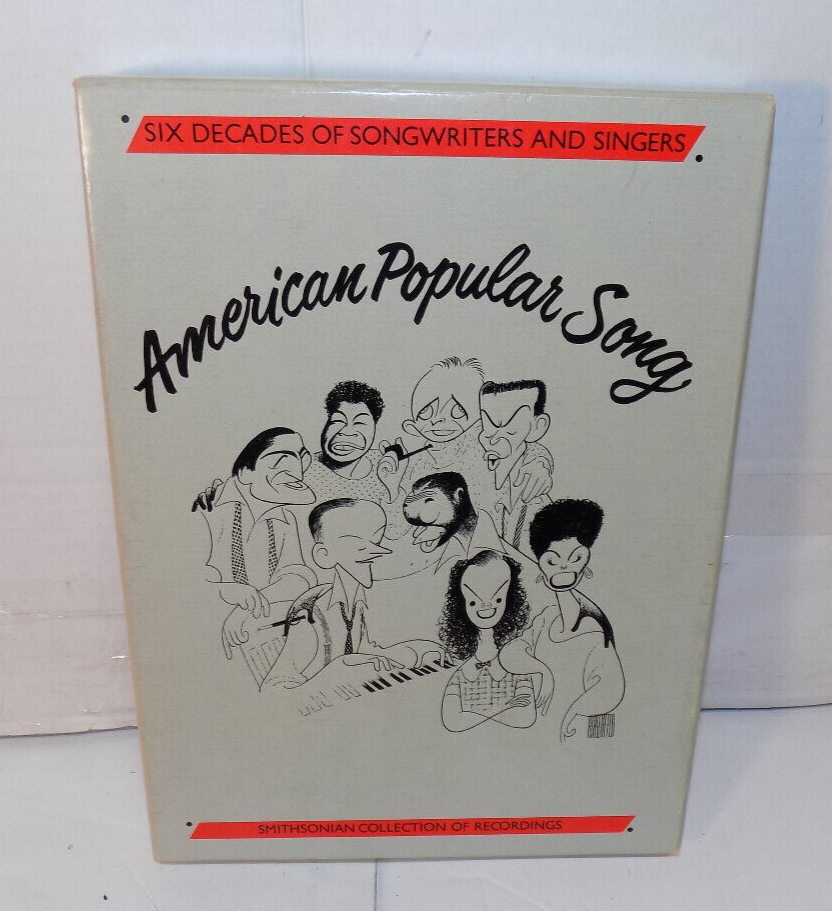 SIX DECADES OF SONGWRITERS AND SINGERS
American Popular Song
SMITHSONIAN COLLECTION OF RECORDINGS